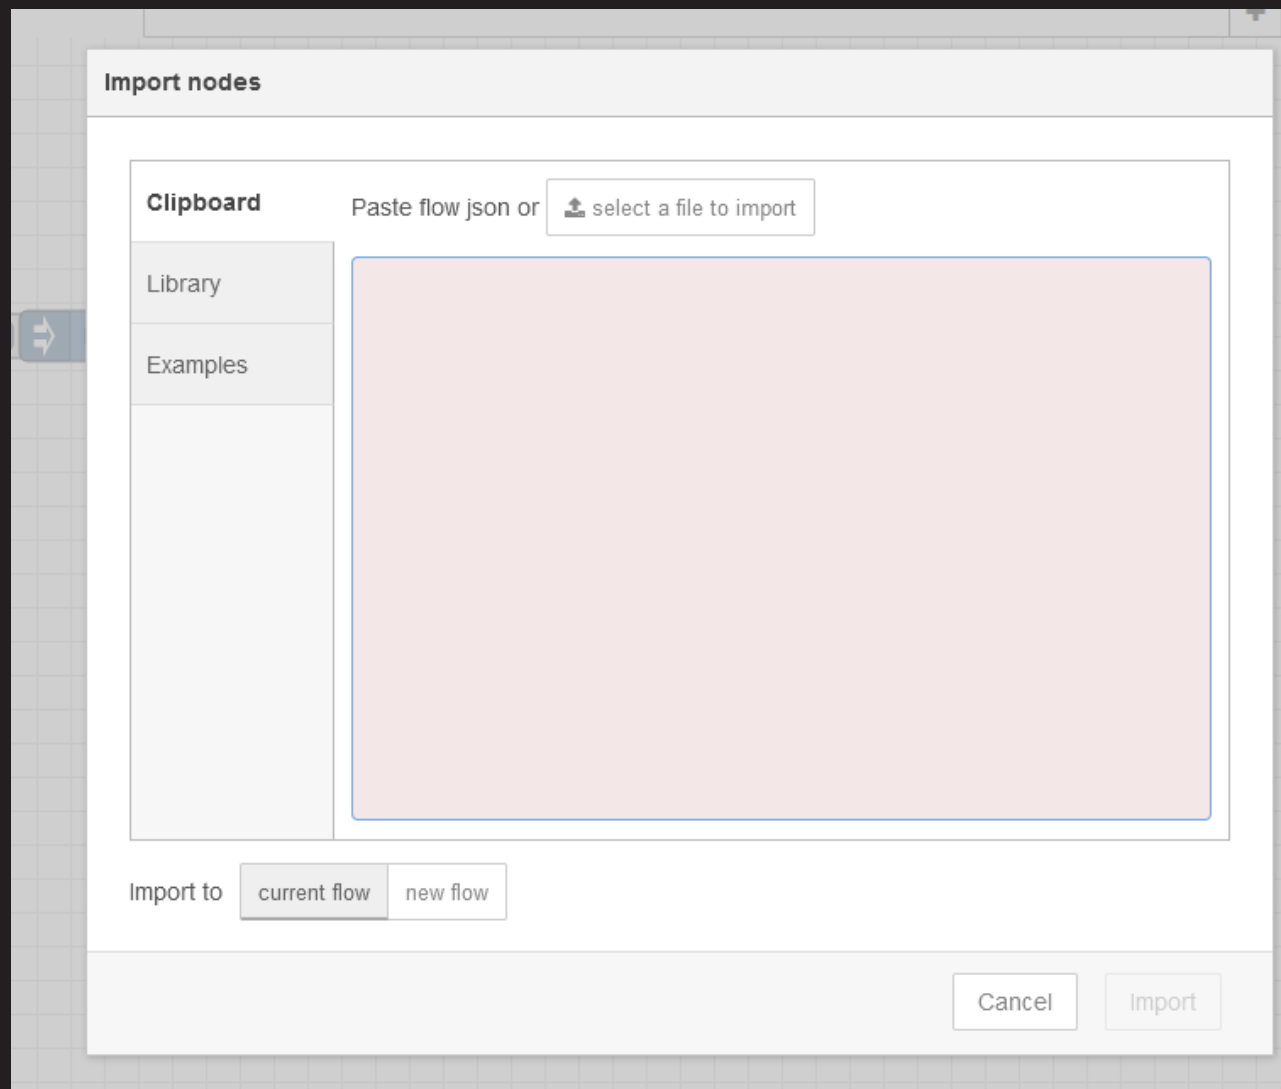 Import nodes
Clipboard
Paste flow json or select a file to import
Library
Examples
Import to current flow new flow
Cancel Import